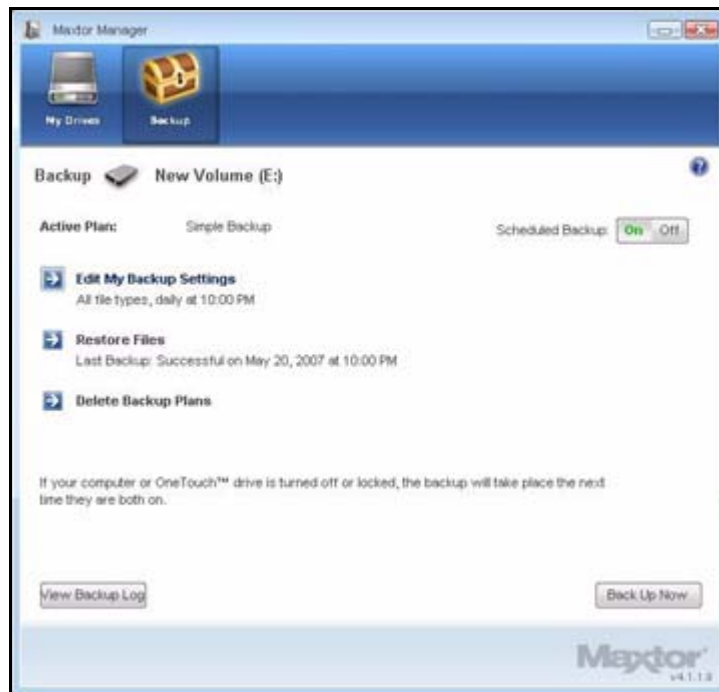 Maxtor Manager
My Drives
Backup
Backup New Volume (E:)
Active Plan: Simple Backup Scheduled Backup: On Off
Edit My Backup Settings
All file types, daily at 10:00 PM
Restore Files
Last Backup: Successful on May 20, 2007 at 10:00 PM
Delete Backup Plans
If your computer or OneTouch™ drive is turned off or locked, the backup will take place the next
time they are both on.
View Backup Log
Back Up Now
Maxtor